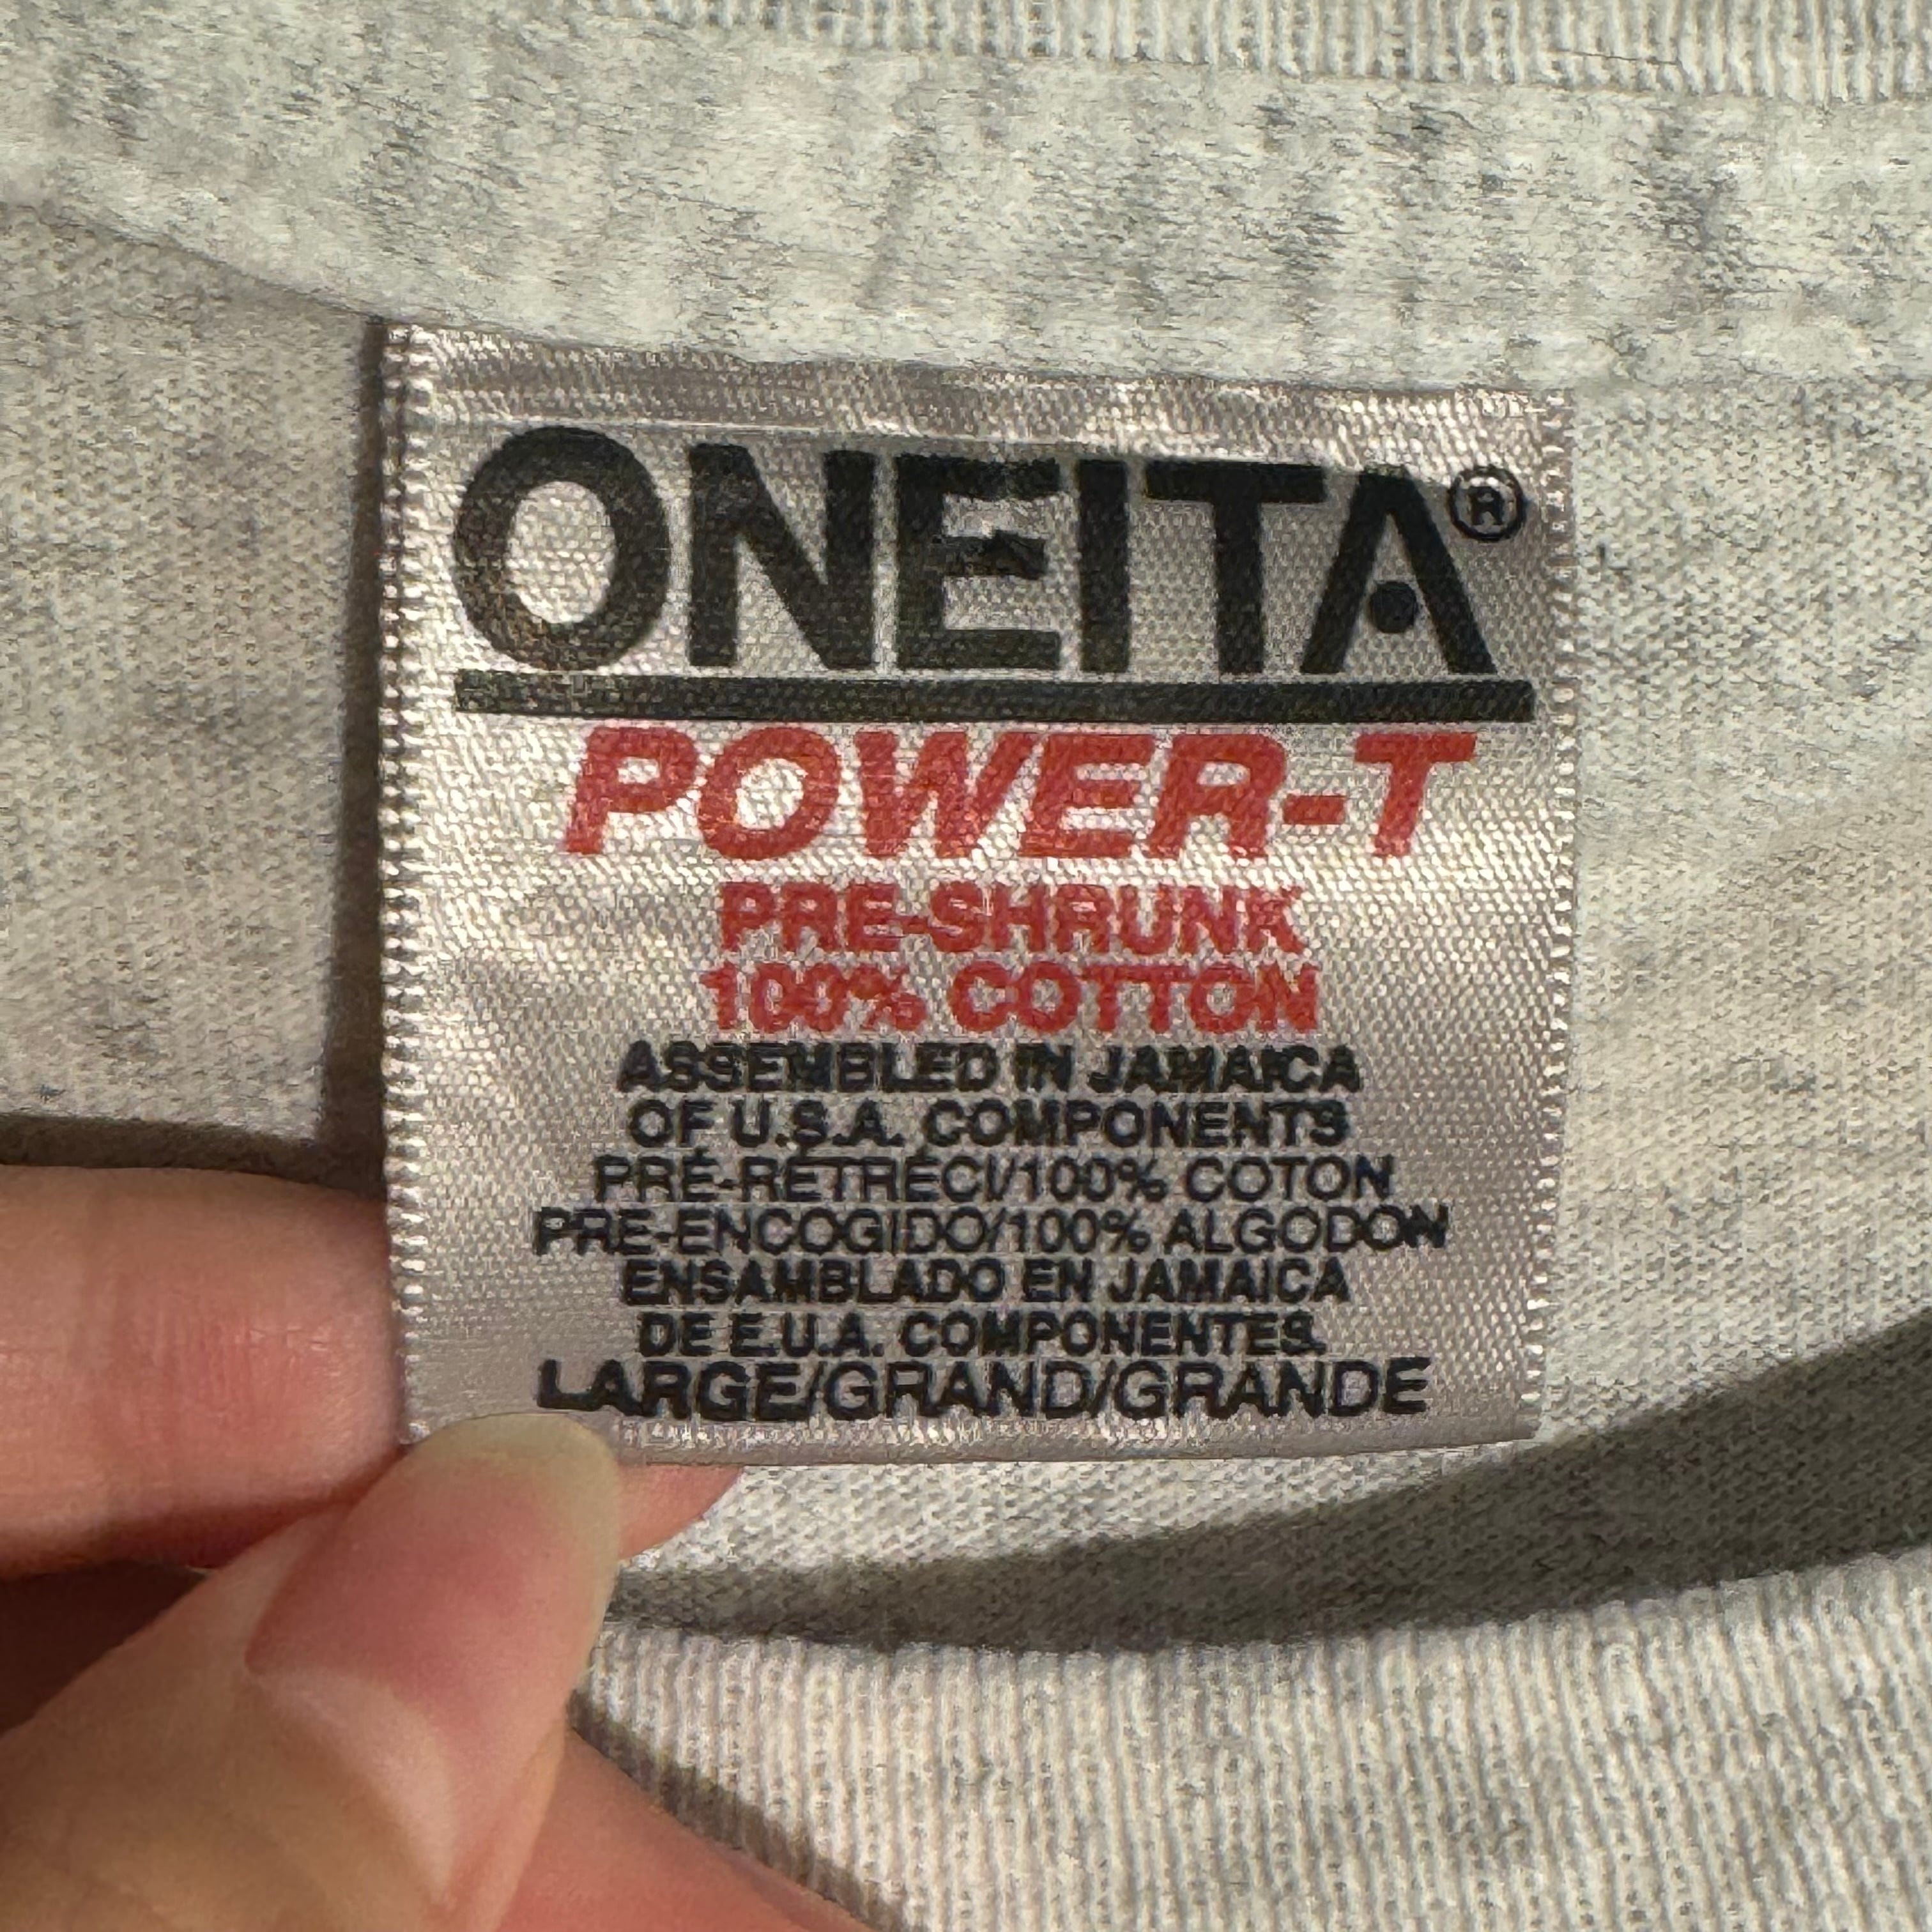 ONEITA®
POWER-T
PRE-SHRUNK
100% COTTON
ASSEMBLED IN JAMAICA
OF U.S.A. COMPONENTS
PRÉ-RÉTRÉCI/100% COTON
PRE-ENCOGIDO/100% ALGODON
ENSAMBLADO EN JAMAICA
DE E.U.A. COMPONENTES.
LARGE/GRAND/GRANDE